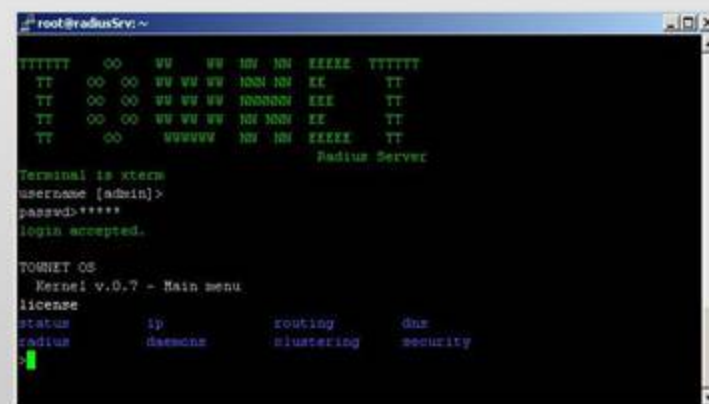 root@radiusSrv: ~
TTTTTT OO WW WW NN NN EEEEE TTTTTT
TT OO OO WW WW WW NNN NN EE TT
TT OO OO WW WW WW NNNNNN EEE TT
TT OO OO WW WW WW NN NNN EE TT
TT OO WWWWWW NN NN EEEEE TT
Radius Server
Terminal is xterm
username [admin]>
passwd>*****
login accepted.
TOWNET OS
Kernel v.0.7 - Main menu
license
status ip routing dns
radius daemons clustering security
>